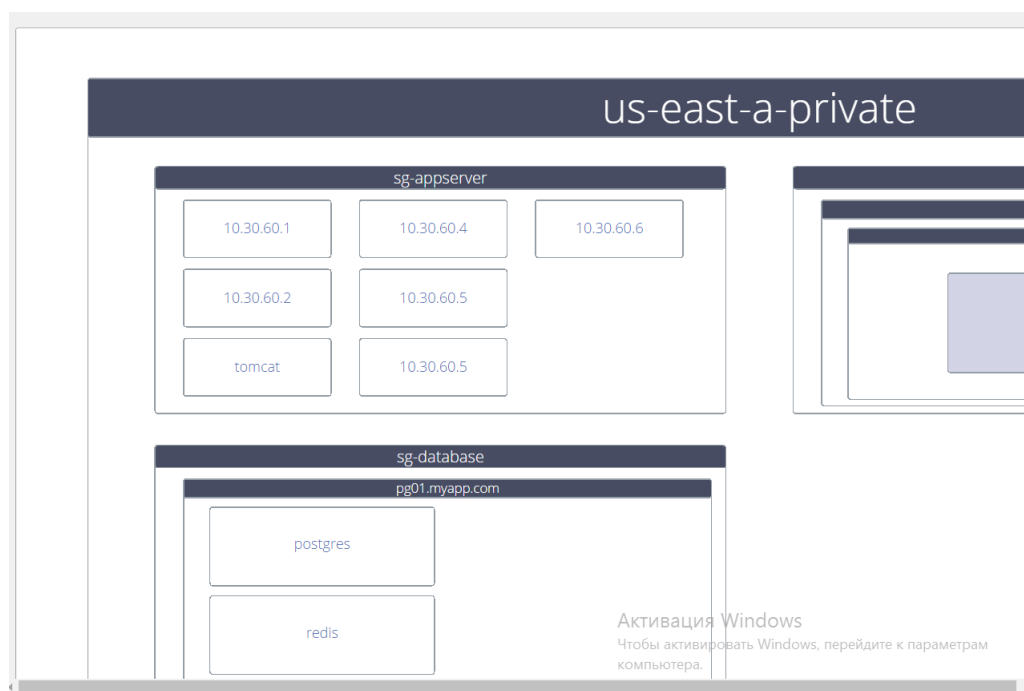 us-east-a-private
sg-appserver
10.30.60.1
10.30.60.4
10.30.60.6
10.30.60.2
10.30.60.5
tomcat
10.30.60.5
sg-database
pg01.myapp.com
postgres
redis
Активация Windows
Чтобы активировать Windows, перейдите к параметрам
компьютера.